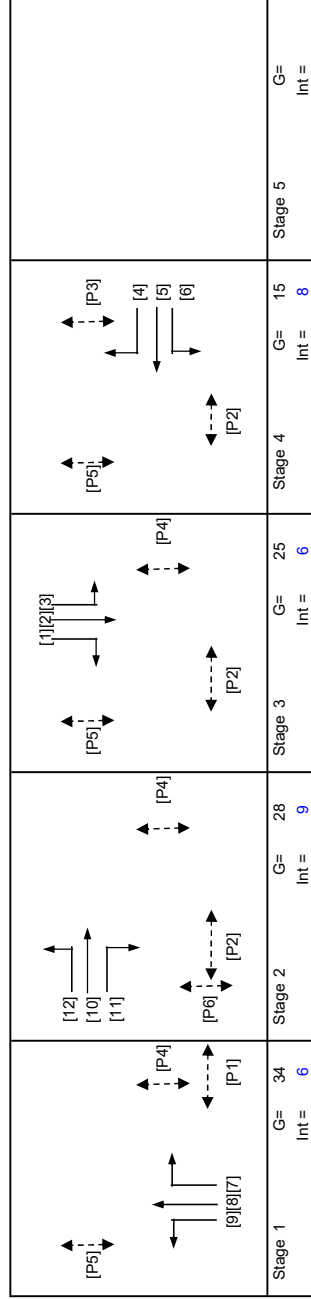 [P5]
[9][8][7]
[P4]
[P1]
Stage 1 G= 34
Int = 6
[12]
[10]
[11]
[P6]
[P2]
[P4]
Stage 2 G= 28
Int = 9
[1][2][3]
[P5]
[P4]
[P2]
Stage 3 G= 25
Int = 6
[P5]
[P3]
[4]
[5]
[6]
[P2]
Stage 4 G= 15
Int = 8
Stage 5 G=
Int =